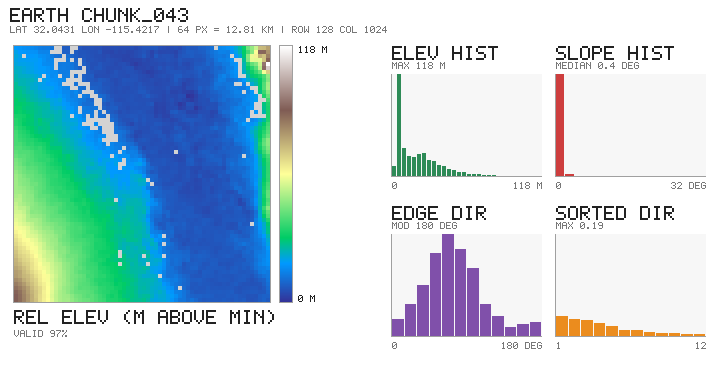 EARTH CHUNK_043
LAT 32.0431 LON -115.4217 | 64 PX = 12.81 KM | ROW 128 COL 1024
118 M
0 M
REL ELEV (M ABOVE MIN)
VALID 97%
ELEV HIST
MAX 118 M
0 118 M
SLOPE HIST
MEDIAN 0.4 DEG
0 32 DEG
EDGE DIR
MOD 180 DEG
0 180 DEG
SORTED DIR
MAX 0.19
1 12